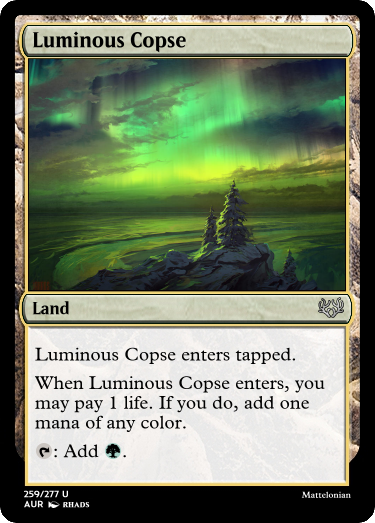 Luminous Copse
Land
Luminous Copse enters tapped.
When Luminous Copse enters, you
may pay 1 life. If you do, add one
mana of any color.
: Add .
259/277 U
AUR RHADS
Mattelonian